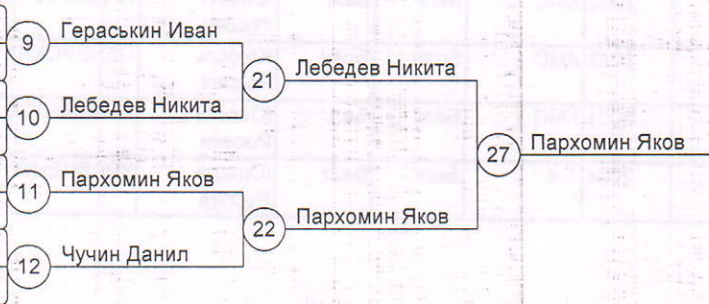 9 Гераськин Иван
21 Лебедев Никита
10 Лебедев Никита
27 Пархомин Яков
11 Пархомин Яков
22 Пархомин Яков
12 Чучин Данил